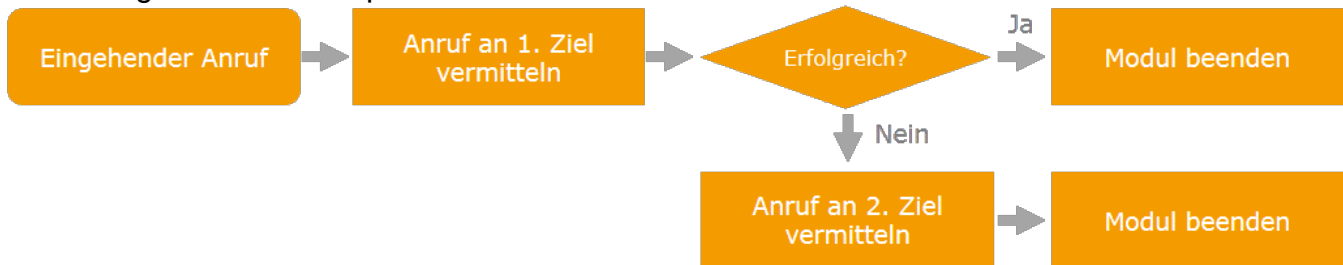 Eingehender Anruf
Anruf an 1. Ziel
vermitteln
Erfolgreich?
Ja
Modul beenden
Nein
Anruf an 2. Ziel
vermitteln
Modul beenden